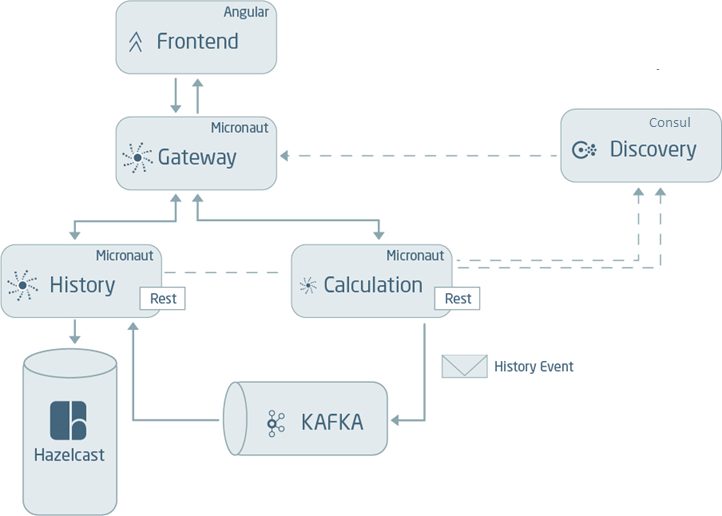 Angular
Frontend
Micronaut
Gateway
Consul
Discovery
Micronaut
History
Rest
Micronaut
Calculation
Rest
History Event
KAFKA
Hazelcast